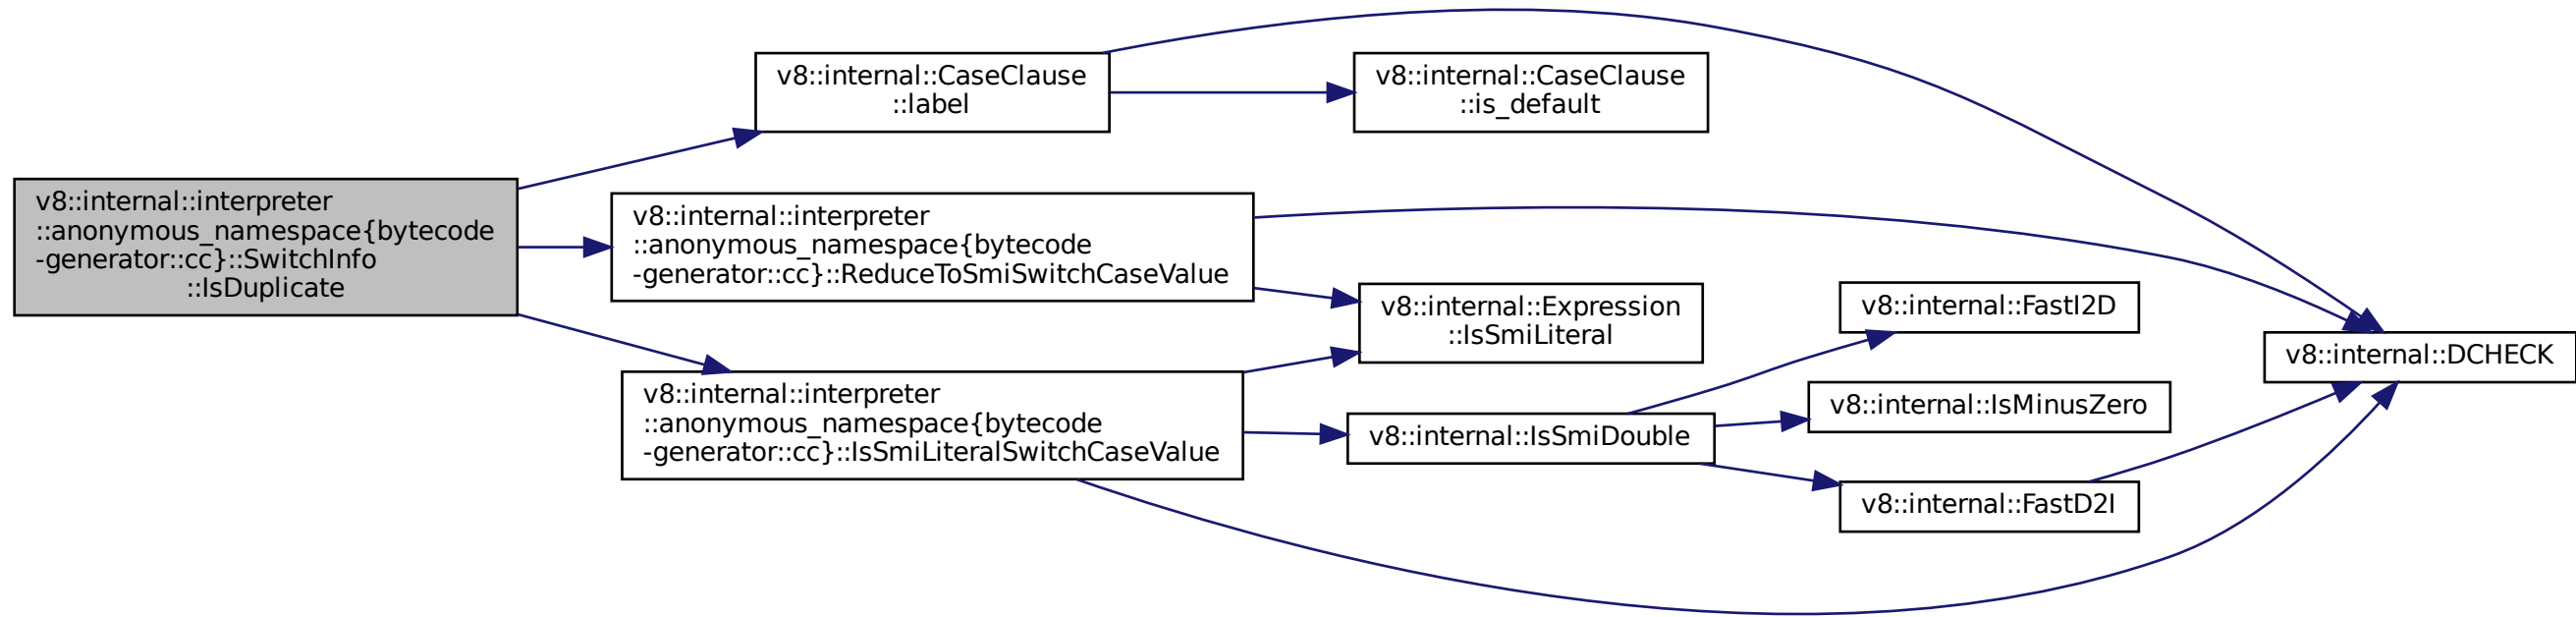 v8::internal::interpreter
::anonymous_namespace{bytecode
-generator::cc}::SwitchInfo
::IsDuplicate
v8::internal::CaseClause
::label
v8::internal::CaseClause
::is_default
v8::internal::interpreter
::anonymous_namespace{bytecode
-generator::cc}::ReduceToSmiSwitchCaseValue
v8::internal::Expression
::IsSmiLiteral
v8::internal::interpreter
::anonymous_namespace{bytecode
-generator::cc}::IsSmiLiteralSwitchCaseValue
v8::internal::IsSmiDouble
v8::internal::FastI2D
v8::internal::IsMinusZero
v8::internal::FastD2I
v8::internal::DCHECK